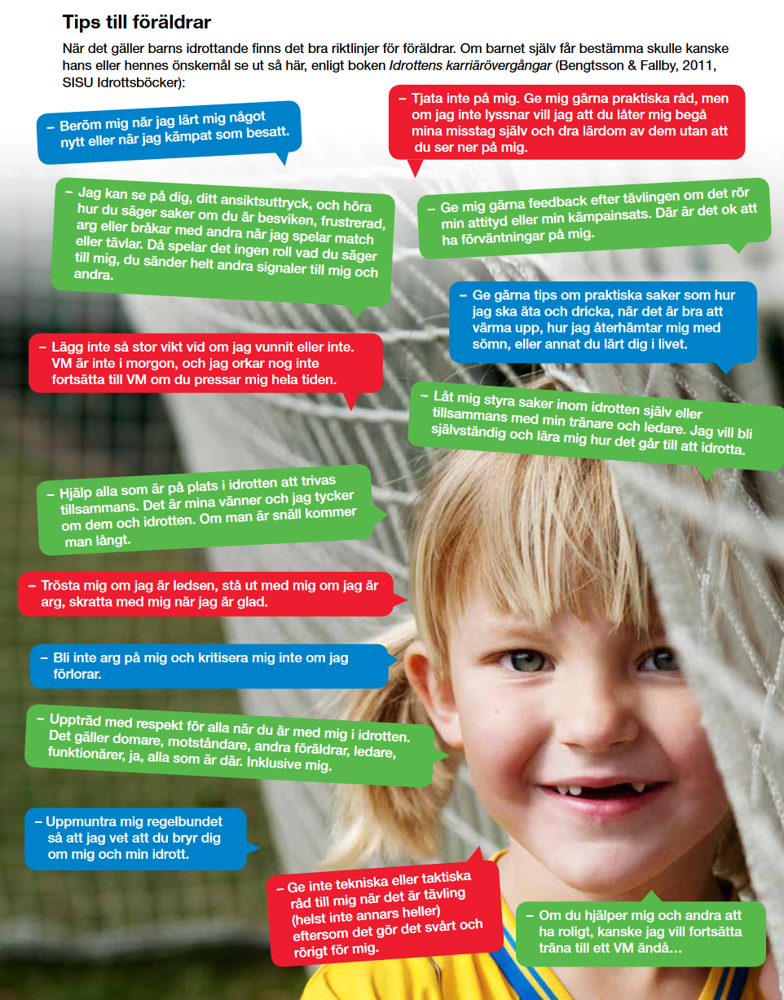 Tips till föräldrar
När det gäller barns idrottande finns det bra riktlinjer för föräldrar. Om barnet själv får bestämma skulle kanske
hans eller hennes önskemål se ut så här, enligt boken Idrottens karriärövergångar (Bengtsson & Fallby, 2011,
SISU Idrottsböcker):
– Beröm mig när jag lärt mig något
nytt eller när jag kämpat som besatt.
– Tjata inte på mig. Ge mig gärna praktiska råd, men
om jag inte lyssnar vill jag att du låter mig begå
mina misstag själv och dra lärdom av dem utan att
du ser ner på mig.
– Jag kan se på dig, ditt ansiktsuttryck, och höra
hur du säger saker om du är besviken, frustrerad,
arg eller bråkar med andra när jag spelar match
eller tävlar. Då spelar det ingen roll vad du säger
till mig, du sänder helt andra signaler till mig och
andra.
– Ge mig gärna feedback efter tävlingen om det rör
min attityd eller min kämpainsats. Där är det ok att
ha förväntningar på mig.
– Ge gärna tips om praktiska saker som hur
jag ska äta och dricka, när det är bra att
värma upp, hur jag återhämtar mig med
sömn, eller annat du lärt dig i livet.
– Lägg inte så stor vikt vid om jag vunnit eller inte.
VM är inte i morgon, och jag orkar nog inte
fortsätta till VM om du pressar mig hela tiden.
– Låt mig styra saker inom idrotten själv eller
tillsammans med min tränare och ledare. Jag vill bli
självständig och lära mig hur det går till att idrotta.
– Hjälp alla som är på plats i idrotten att trivas
tillsammans. Det är mina vänner och jag tycker
om dem och idrotten. Om man är snäll kommer
man långt.
– Trösta mig om jag är ledsen, stå ut med mig om jag är
arg, skratta med mig när jag är glad.
– Bli inte arg på mig och kritisera mig inte om jag
förlorar.
– Uppträd med respekt för alla när du är med mig i idrotten.
Det gäller domare, motståndare, andra föräldrar, ledare,
funktionärer, ja, alla som är där. Inklusive mig.
– Uppmuntra mig regelbundet
så att jag vet att du bryr dig
om mig och min idrott.
– Ge inte tekniska eller taktiska
råd till mig när det är tävling
(helst inte annars heller)
eftersom det gör det svårt och
rörigt för mig.
– Om du hjälper mig och andra att
ha roligt, kanske jag vill fortsätta
träna till ett VM ändå…